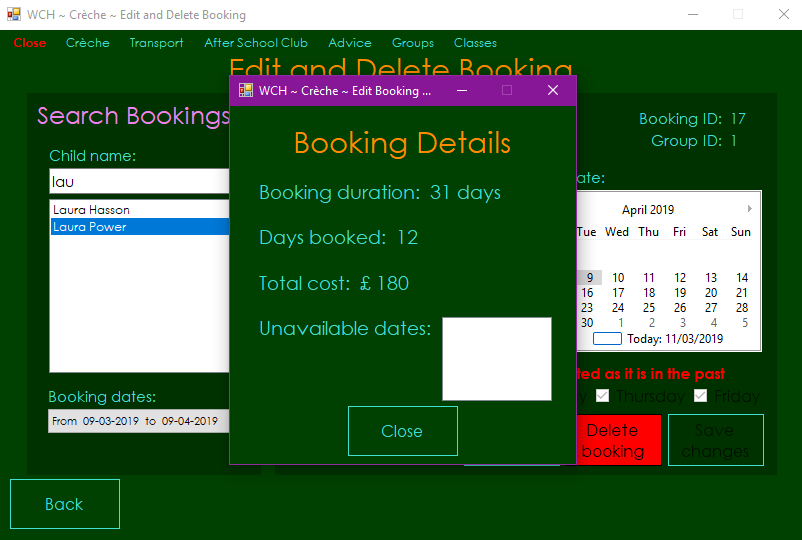 WCH ~ Crèche ~ Edit and Delete Booking
Close Crèche Transport After School Club Advice Groups Classes
Edit and Delete Booking
WCH ~ Crèche ~ Edit Booking ...
Search Bookings
Booking ID: 17
Group ID: 1
Child name:
lau
Laura Hasson
Laura Power
Booking dates:
From 09-03-2019 to 09-04-2019
Booking Details
Booking duration: 31 days
Days booked: 12
Total cost: £ 180
Unavailable dates:
Close
April 2019
Tue Wed Thu Fri Sat Sun
9 10 11 12 13 14
16 17 18 19 20 21
23 24 25 26 27 28
30 1 2 3 4 5
Today: 11/03/2019
as it is in the past
Thursday Friday
Delete booking
Save changes
Back